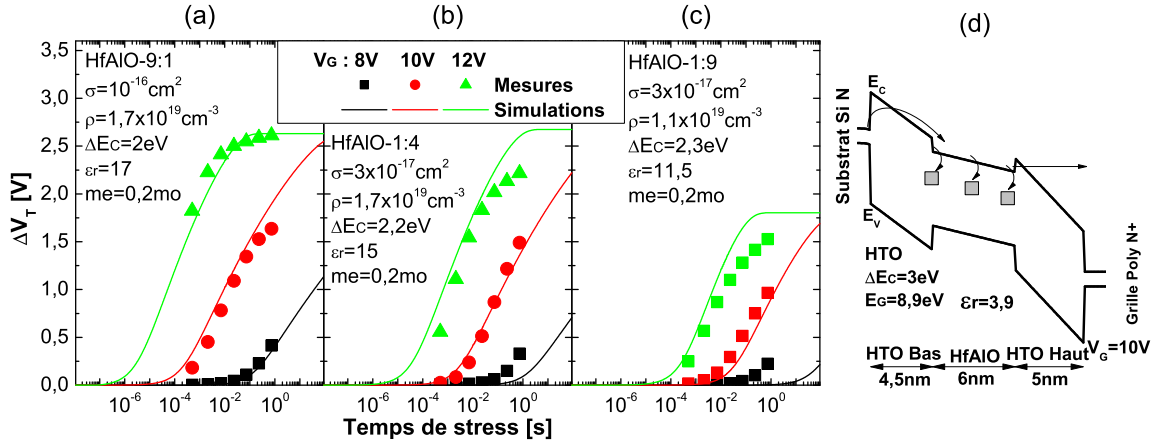 (a)
(b)
(c)
(d)
ΔV_T [V]
3,5
3,0
2,5
2,0
1,5
1,0
0,5
0,0
HfAlO-9:1
σ=10^-16cm^2
ρ=1,7x10^19cm^-3
ΔEc=2eV
εr=17
me=0,2mo
VG : 8V 10V 12V
Mesures
Simulations
HfAlO-1:4
σ=3x10^-17cm^2
ρ=1,7x10^19cm^-3
ΔEc=2,2eV
εr=15
me=0,2mo
HfAlO-1:9
σ=3x10^-17cm^2
ρ=1,1x10^19cm^-3
ΔEc=2,3eV
εr=11,5
me=0,2mo
10^-6 10^-4 10^-2 10^0
10^-6 10^-4 10^-2 10^0
10^-6 10^-4 10^-2 10^0
Temps de stress [s]
Substrat Si N
E_C
E_V
HTO
ΔEc=3eV
EG=8,9eV εr=3,9
Grille Poly N+
V_G=10V
HTO Bas HfAlO HTO Haut
4,5nm 6nm 5nm